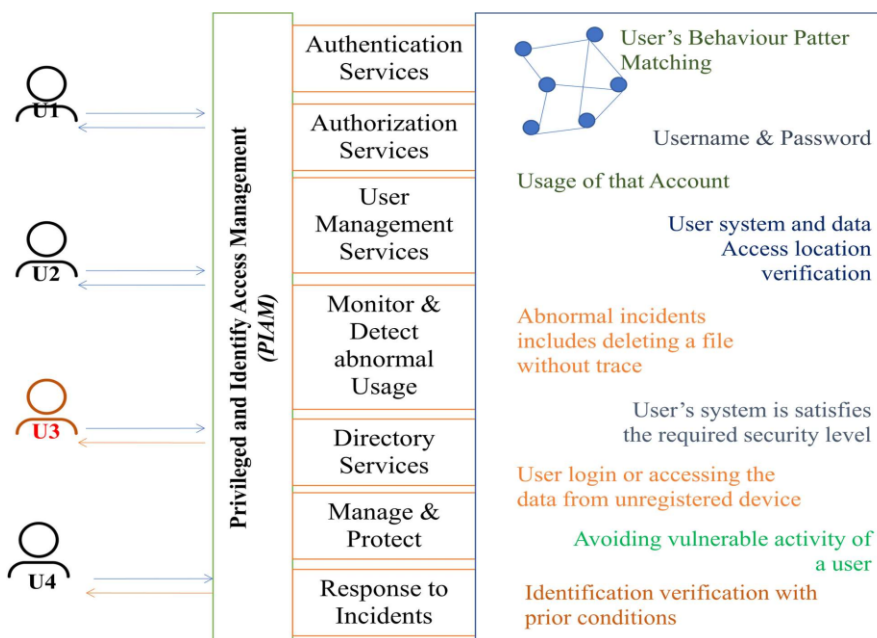 U1
U2
U3
U4
Privileged and Identify Access Management
(PIAM)
Authentication
Services
Authorization
Services
User
Management
Services
Monitor &
Detect
abnormal
Usage
Directory
Services
Manage &
Protect
Response to
Incidents
User's Behaviour Patter
Matching
Username & Password
Usage of that Account
User system and data
Access location
verification
Abnormal incidents
includes deleting a file
without trace
User's system is satisfies
the required security level
User login or accessing the
data from unregistered device
Avoiding vulnerable activity of
a user
Identification verification with
prior conditions